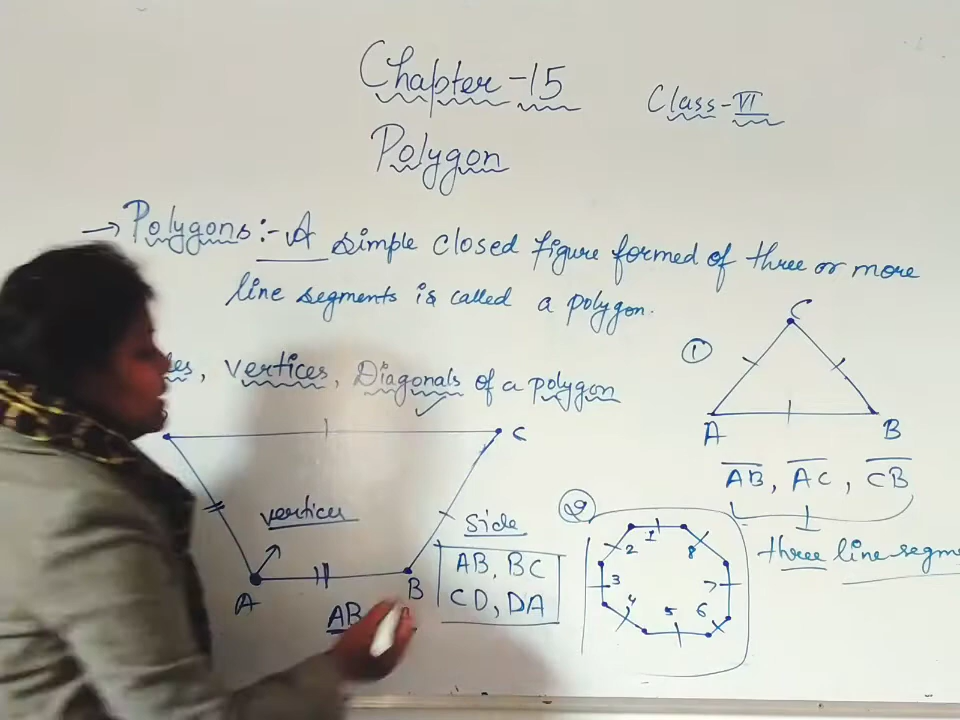 Chapter-15
Class-VI
Polygon
→ Polygons:- A simple closed figure formed of three or more
line segments is called a polygon.
vertices, Diagonals of a polygon
C
vertices
A
B
AB
Side
AB, BC
CD, DA
①
C
A
B
AB, AC, CB
three line
②
1
2
3
4
5
6
7
8